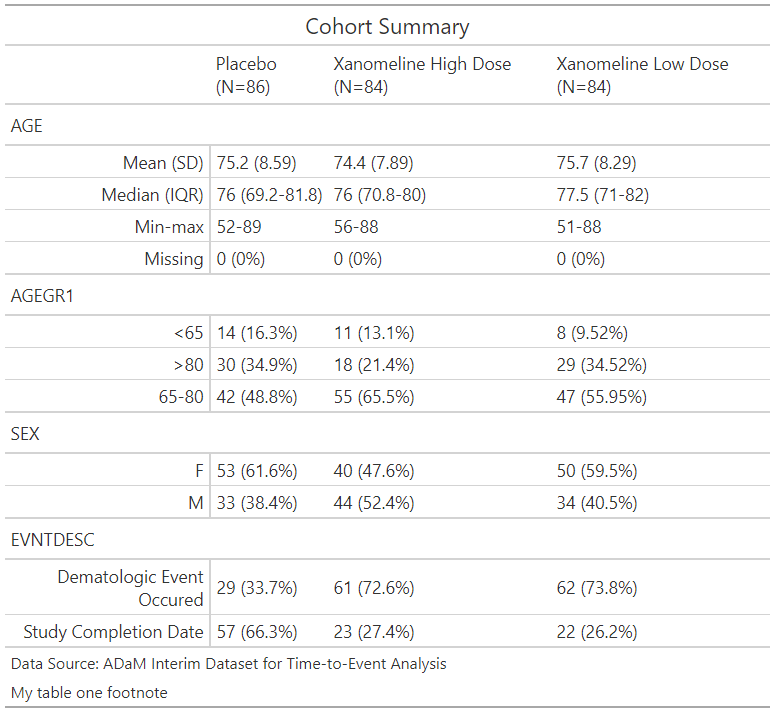 Cohort Summary
Placebo Xanomeline High Dose Xanomeline Low Dose
(N=86) (N=84) (N=84)
AGE
Mean (SD) 75.2 (8.59) 74.4 (7.89) 75.7 (8.29)
Median (IQR) 76 (69.2-81.8) 76 (70.8-80) 77.5 (71-82)
Min-max 52-89 56-88 51-88
Missing 0 (0%) 0 (0%) 0 (0%)
AGEGR1
<65 14 (16.3%) 11 (13.1%) 8 (9.52%)
>80 30 (34.9%) 18 (21.4%) 29 (34.52%)
65-80 42 (48.8%) 55 (65.5%) 47 (55.95%)
SEX
F 53 (61.6%) 40 (47.6%) 50 (59.5%)
M 33 (38.4%) 44 (52.4%) 34 (40.5%)
EVNTDESC
Dematologic Event
Occured 29 (33.7%) 61 (72.6%) 62 (73.8%)
Study Completion Date 57 (66.3%) 23 (27.4%) 22 (26.2%)
Data Source: ADaM Interim Dataset for Time-to-Event Analysis
My table one footnote